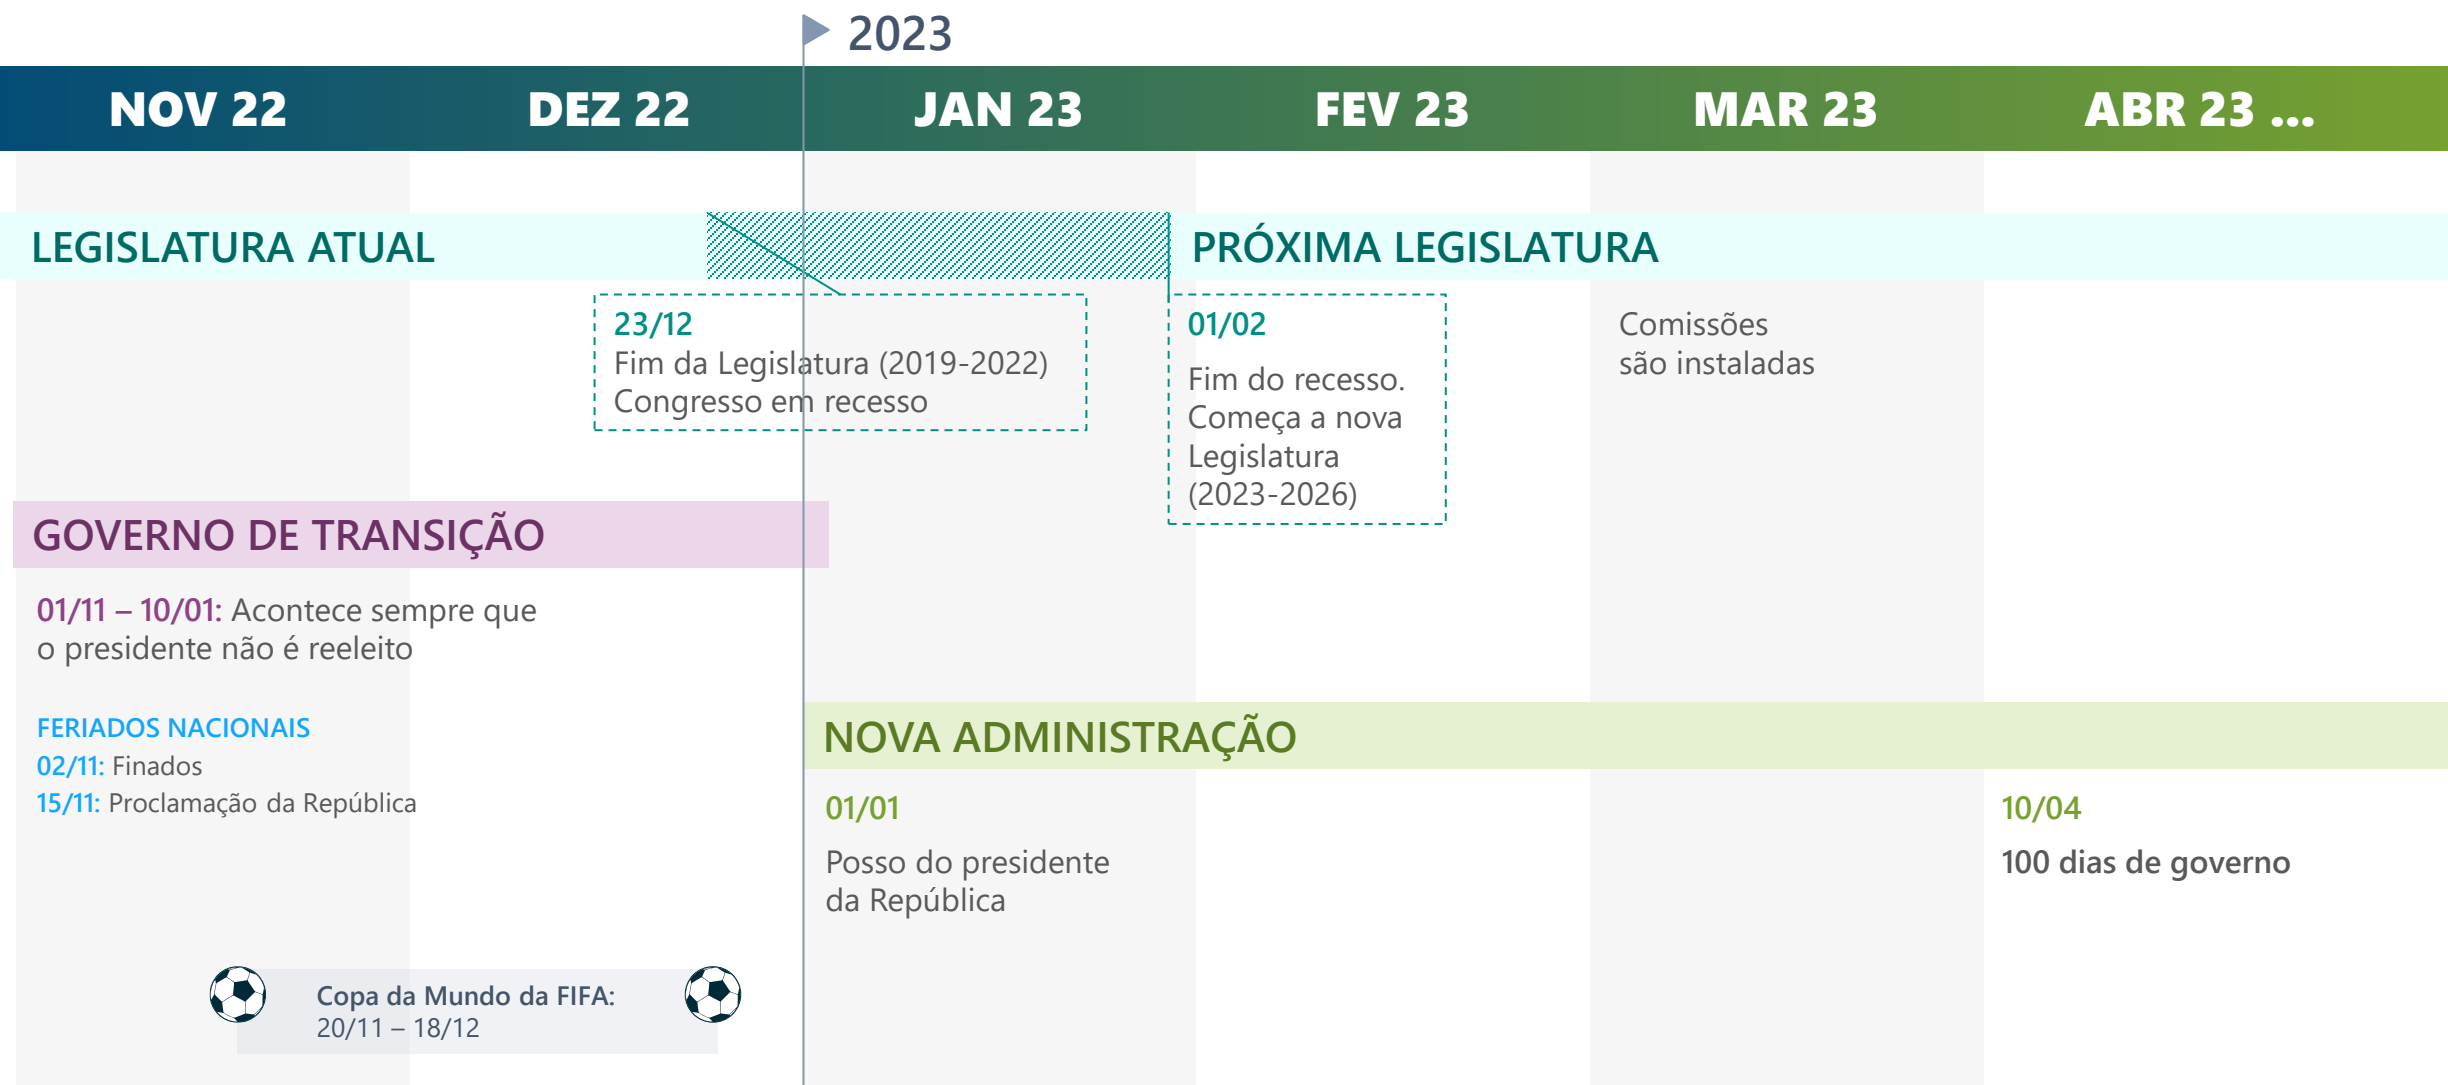 2023
NOV 22
DEZ 22
JAN 23
FEV 23
MAR 23
ABR 23 ...
LEGISLATURA ATUAL
PRÓXIMA LEGISLATURA
23/12
Fim da Legislatura (2019-2022)
Congresso em recesso
01/02
Fim do recesso.
Começa a nova
Legislatura
(2023-2026)
Comissões
são instaladas
GOVERNO DE TRANSIÇÃO
01/11 – 10/01: Acontece sempre que
o presidente não é reeleito
FERIADOS NACIONAIS
02/11: Finados
15/11: Proclamação da República
NOVA ADMINISTRAÇÃO
01/01
Posso do presidente
da República
10/04
100 dias de governo
Copa da Mundo da FIFA:
20/11 – 18/12